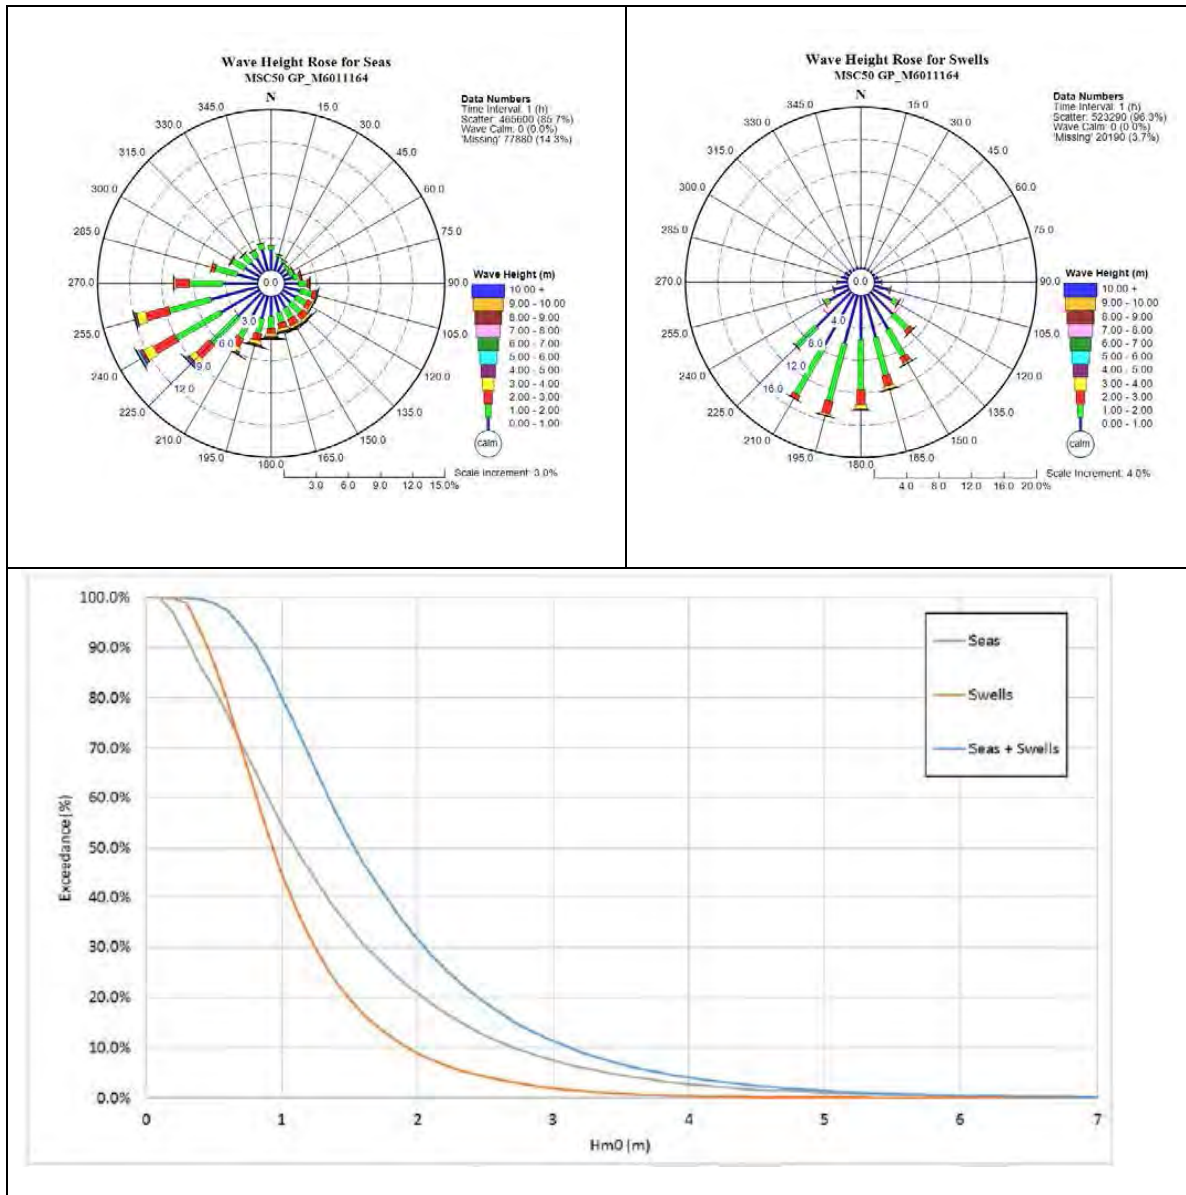 Wave Height Rose for Seas
MSC50 GP_M6011164
N
345.0
15.0
330.0
30.0
315.0
45.0
300.0
60.0
285.0
75.0
270.0
0.0
90.0
255.0
105.0
240.0
120.0
225.0
135.0
210.0
150.0
195.0
165.0
180.0
3.0
6.0
9.0
12.0
Data Numbers
Time Interval: 1 (h)
Scatter: 465600 (85.7%)
Wave Calm: 0 (0.0%)
'Missing' 77880 (14.3%)
Wave Height (m)
10.00 +
9.00 - 10.00
8.00 - 9.00
7.00 - 8.00
6.00 - 7.00
5.00 - 6.00
4.00 - 5.00
3.00 - 4.00
2.00 - 3.00
1.00 - 2.00
0.00 - 1.00
calm
Scale Increment: 3.0%
3.0 6.0 9.0 12.0 15.0%
Wave Height Rose for Swells
MSC50 GP_M6011164
N
345.0
15.0
330.0
30.0
315.0
45.0
300.0
60.0
285.0
75.0
270.0
0.0
90.0
255.0
105.0
240.0
120.0
225.0
135.0
210.0
150.0
195.0
165.0
180.0
4.0
8.0
12.0
16.0
Data Numbers
Time Interval: 1 (h)
Scatter: 523290 (96.3%)
Wave Calm: 0 (0.0%)
'Missing' 20190 (3.7%)
Wave Height (m)
10.00 +
9.00 - 10.00
8.00 - 9.00
7.00 - 8.00
6.00 - 7.00
5.00 - 6.00
4.00 - 5.00
3.00 - 4.00
2.00 - 3.00
1.00 - 2.00
0.00 - 1.00
calm
Scale Increment: 4.0%
4.0 8.0 12.0 16.0 20.0%
100.0%
90.0%
80.0%
70.0%
60.0%
50.0%
40.0%
30.0%
20.0%
10.0%
0.0%
Exceedance (%)
0 1 2 3 4 5 6 7
Hm0 (m)
Seas
Swells
Seas + Swells